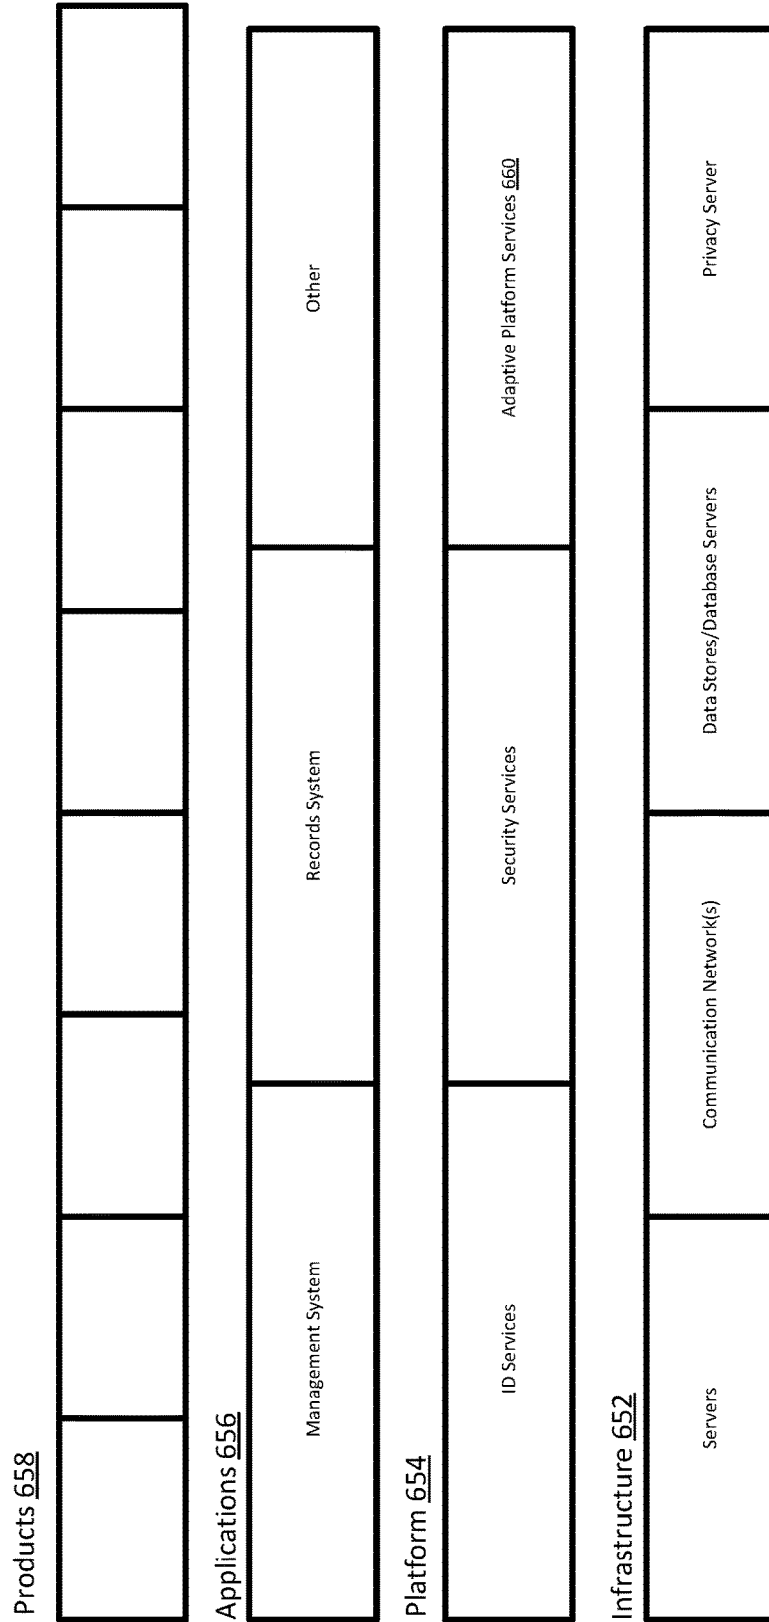 Products 658
Applications 656
Management System
Records System
Other
Platform 654
ID Services
Security Services
Adaptive Platform Services 660
Infrastructure 652
Servers
Communication Network(s)
Data Stores/Database Servers
Privacy Server